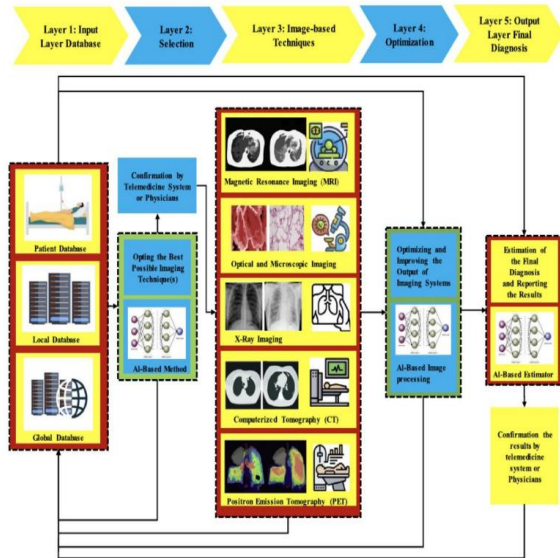 Layer 1: Input
Layer Database
Layer 2:
Selection
Layer 3: Image-based
Techniques
Layer 4:
Optimization
Layer 5: Output
Layer Final
Diagnosis
Patient Database
Local Database
Global Database
Confirmation by
Telemedicine System
or Physicians
Opting the Best
Possible Imaging
Technique(s)
AI-Based Method
Magnetic Resonance Imaging (MRI)
Optical and Microscopic Imaging
X-Ray Imaging
Computerized Tomography (CT)
Positron Emission Tomography (PET)
Optimizing and
Improving the
Output of
Imaging Systems
AI-Based Image
processing
Estimation of
the Final
Diagnosis
and Reporting
the Results
AI-Based Estimator
Confirmation the
results by
telemedicine
system or
Physicians